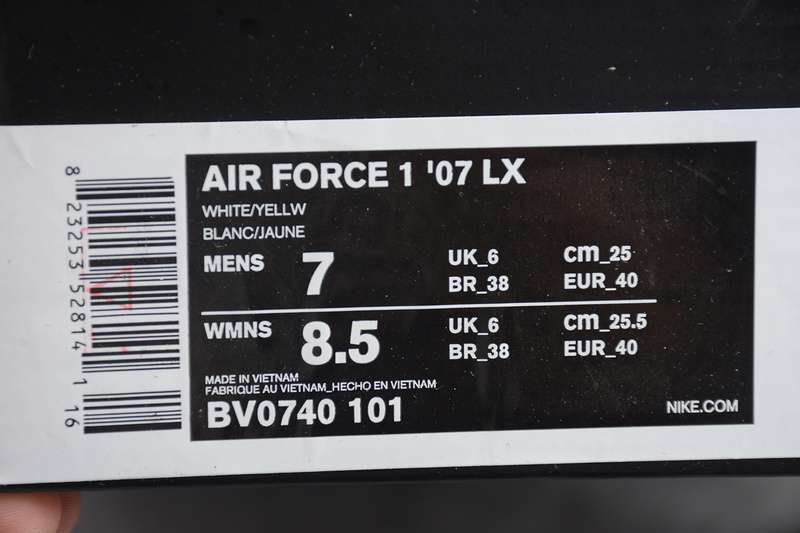 AIR FORCE 1 '07 LX
WHITE/YELLW
BLANC/JAUNE
MENS 7 UK_6 cm_25
BR_38 EUR_40
WMNS 8.5 UK_6 cm_25.5
BR_38 EUR_40
MADE IN VIETNAM
FABRIQUE AU VIETNAM_HECHO EN VIETNAM
BV0740 101
NIKE.COM
8 23253 52814 1 16